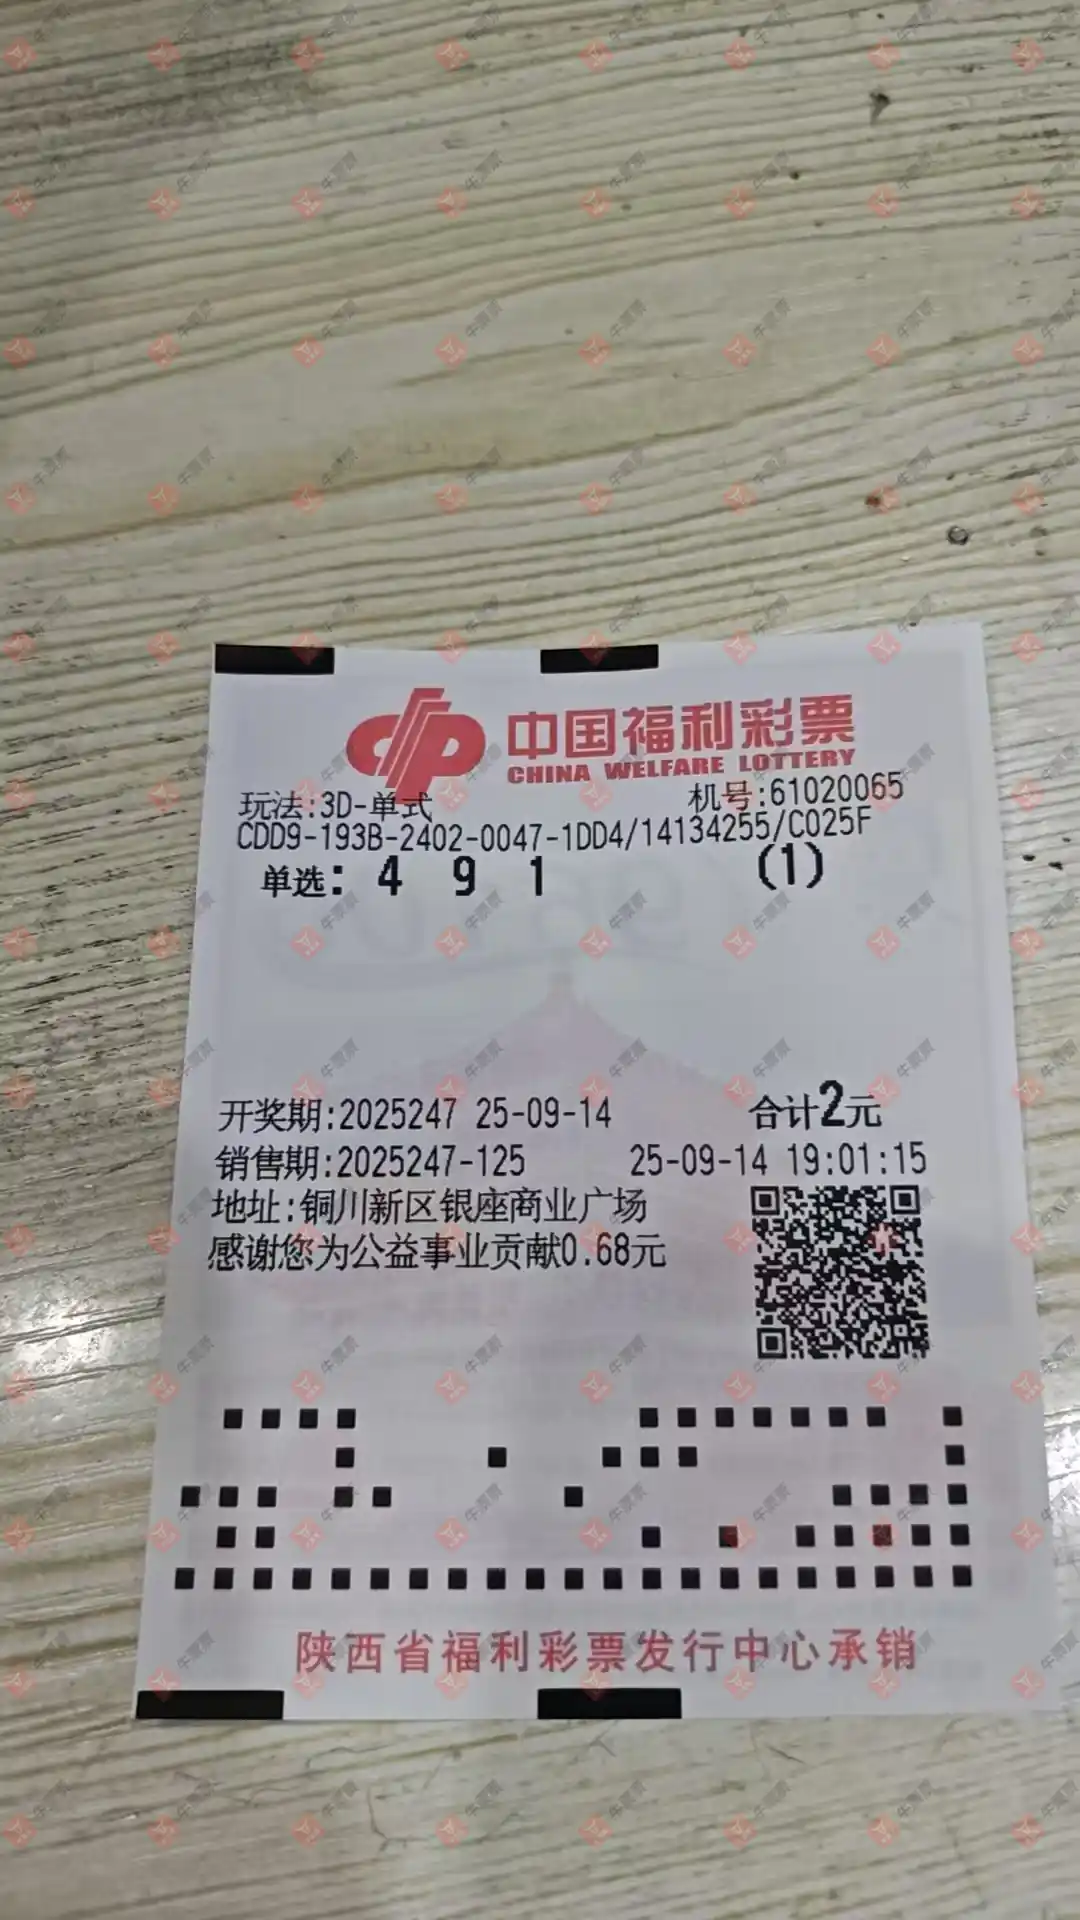 中国福利彩票
CHINA WELFARE LOTTERY
玩法:3D-单式 机号:61020065
CDD9-193B-2402-0047-1DD4/14134255/C025F
单选: 4 9 1 (1)
开奖期:2025247 25-09-14 合计2元
销售期:2025247-125 25-09-14 19:01:15
地址:铜川新区银座商业广场
感谢您为公益事业贡献0.68元
陕西省福利彩票发行中心承销
牛票票